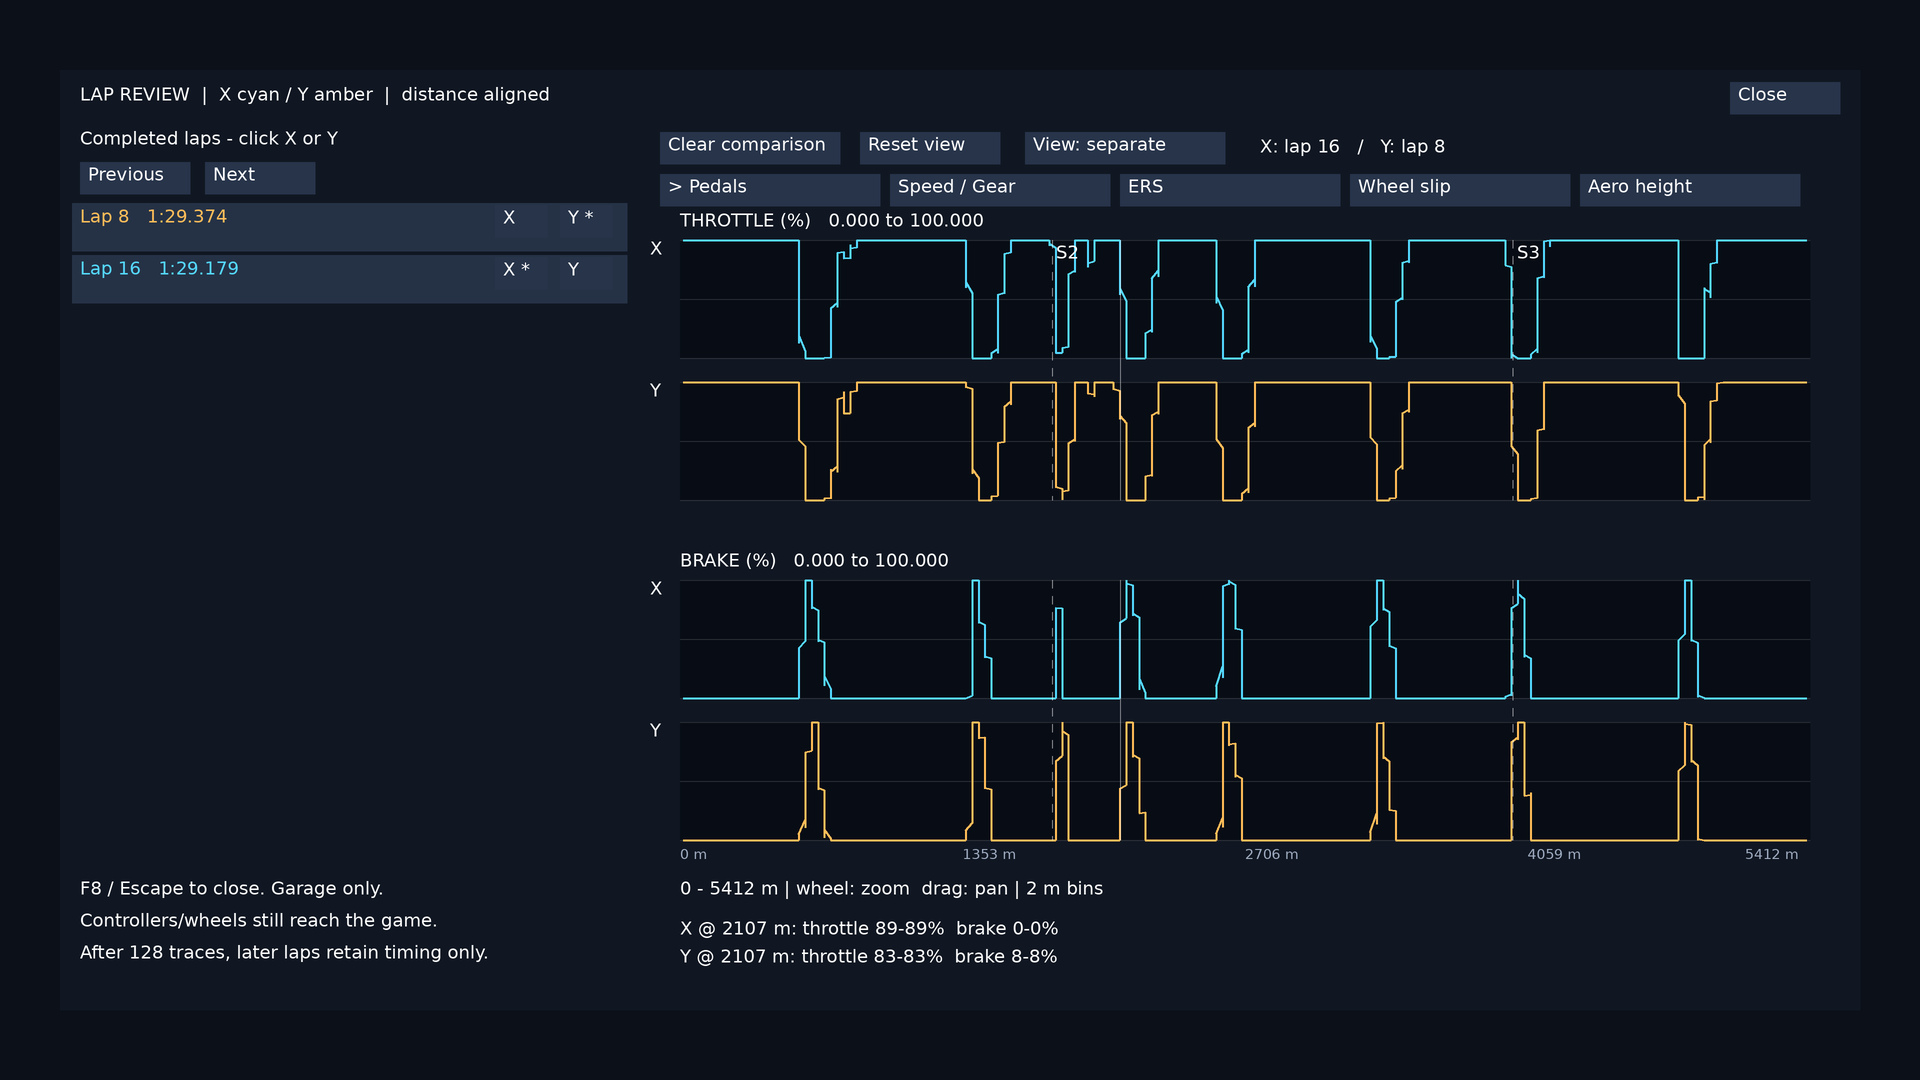 LAP REVIEW | X cyan / Y amber | distance aligned
Close
Completed laps - click X or Y
Previous Next
Lap 8 1:29.374 X Y *
Lap 16 1:29.179 X * Y
Clear comparison Reset view View: separate X: lap 16 / Y: lap 8
> Pedals Speed / Gear ERS Wheel slip Aero height
THROTTLE (%) 0.000 to 100.000
X
S2 S3
Y
BRAKE (%) 0.000 to 100.000
X
Y
0 m 1353 m 2706 m 4059 m 5412 m
F8 / Escape to close. Garage only.
Controllers/wheels still reach the game.
After 128 traces, later laps retain timing only.
0 - 5412 m | wheel: zoom drag: pan | 2 m bins
X @ 2107 m: throttle 89-89% brake 0-0%
Y @ 2107 m: throttle 83-83% brake 8-8%